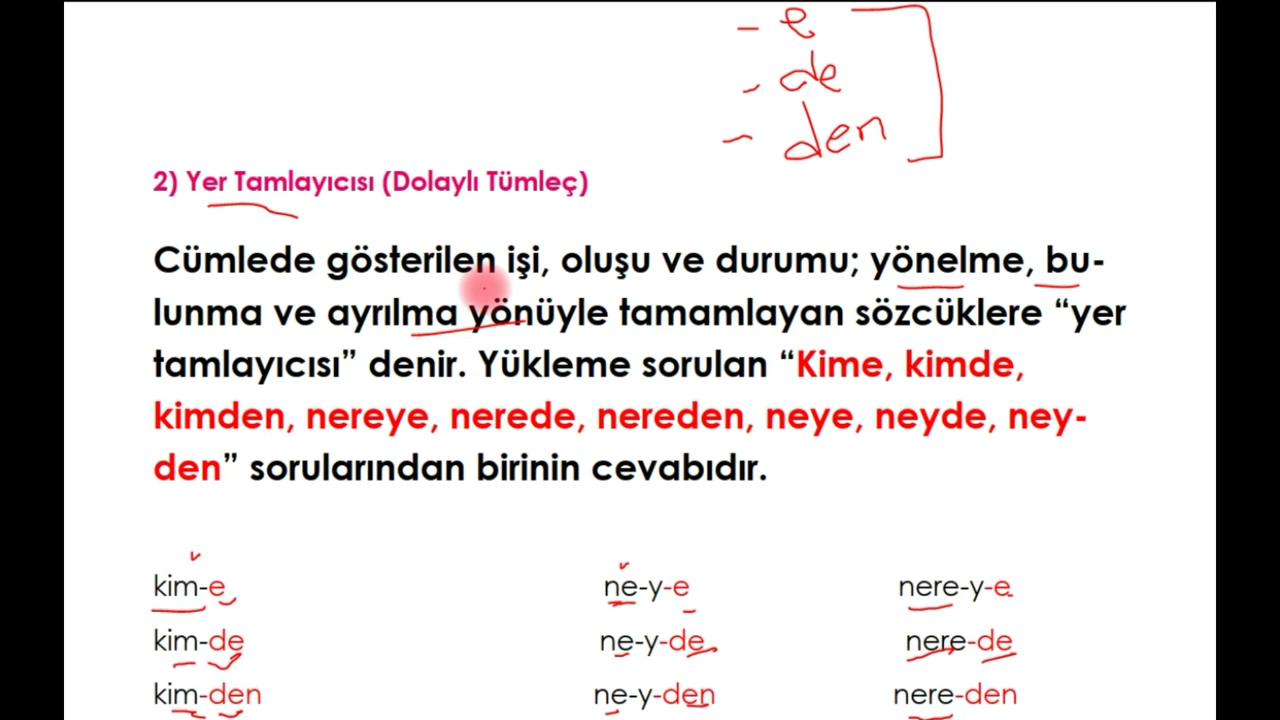 - e
- de
- den
2) Yer Tamlayıcısı (Dolaylı Tümleç)
Cümlede gösterilen işi, oluşu ve durumu; yönelme, bu-
lunma ve ayrılma yönüyle tamamlayan sözcüklere “yer
tamlayıcısı” denir. Yükleme sorulan “Kime, kimde,
kimden, nereye, nerede, nereden, neye, neyde, ney-
den” sorularından birinin cevabıdır.
kim-e ne-y-e nere-y-e
kim-de ne-y-de nere-de
kim-den ne-y-den nere-den